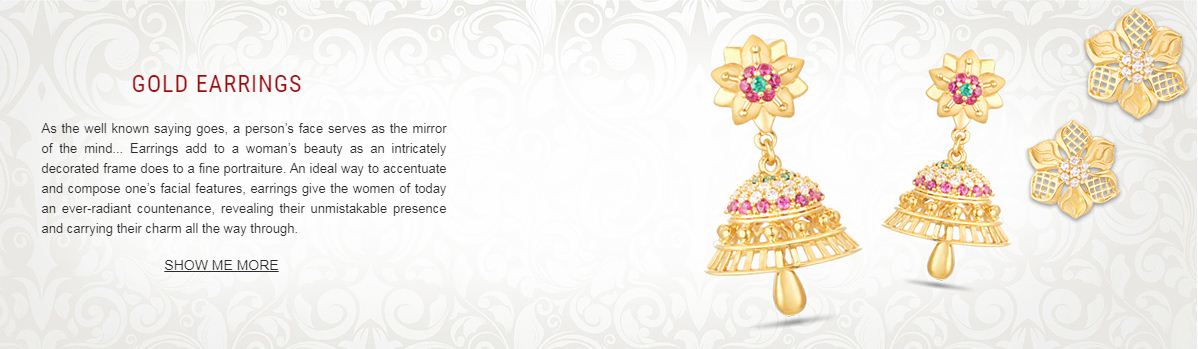 GOLD EARRINGS
As the well known saying goes, a person’s face serves as the mirror
of the mind... Earrings add to a woman’s beauty as an intricately
decorated frame does to a fine portraiture. An ideal way to accentuate
and compose one’s facial features, earrings give the women of today
an ever-radiant countenance, revealing their unmistakable presence
and carrying their charm all the way through.
SHOW ME MORE